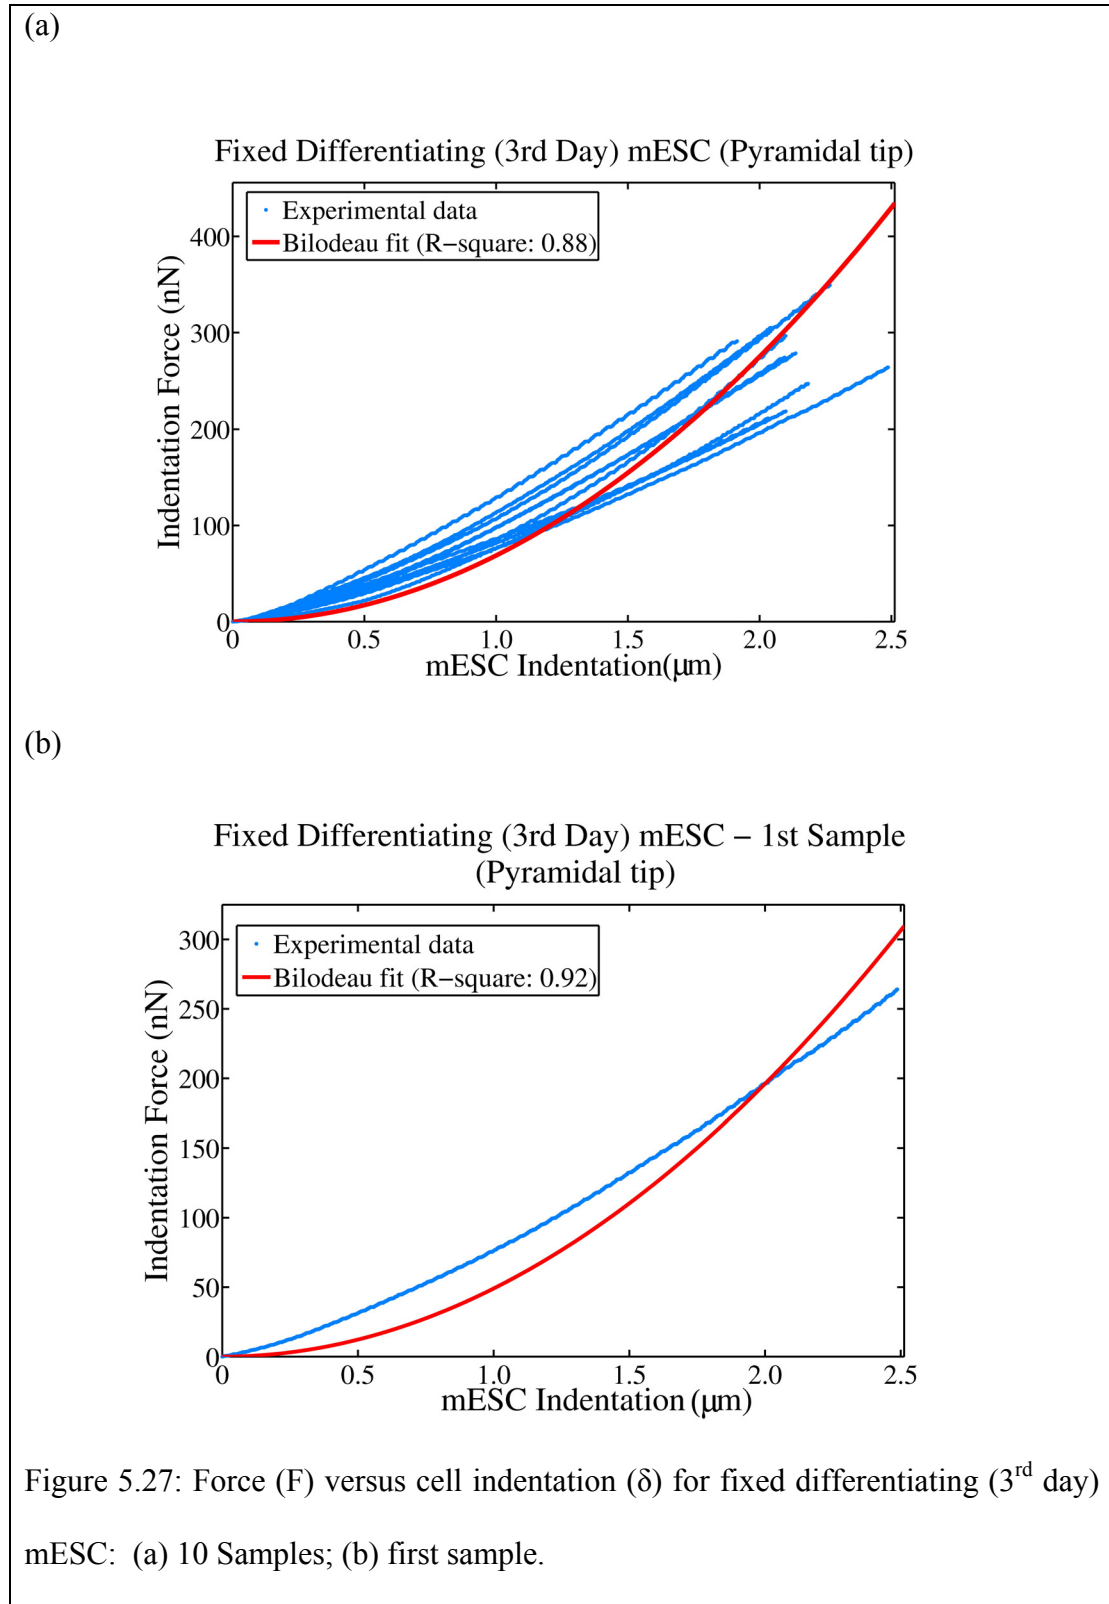 (a)
Fixed Differentiating (3rd Day) mESC (Pyramidal tip)
Experimental data
Bilodeau fit (R−square: 0.88)
Indentation Force (nN)
400
300
200
100
0
0 0.5 1.0 1.5 2.0 2.5
mESC Indentation(μm)
(b)
Fixed Differentiating (3rd Day) mESC − 1st Sample
(Pyramidal tip)
Experimental data
Bilodeau fit (R−square: 0.92)
Indentation Force (nN)
300
250
200
150
100
50
0
0 0.5 1.0 1.5 2.0 2.5
mESC Indentation (μm)
Figure 5.27: Force (F) versus cell indentation (δ) for fixed differentiating (3rd day)
mESC: (a) 10 Samples; (b) first sample.